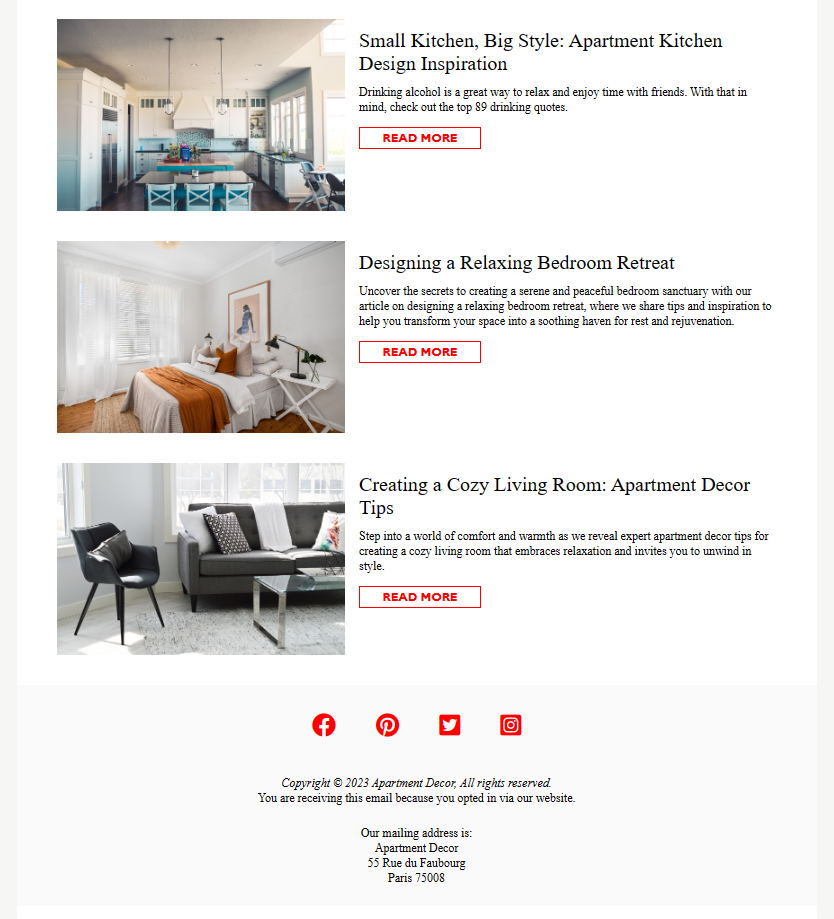 Small Kitchen, Big Style: Apartment Kitchen
Design Inspiration
Drinking alcohol is a great way to relax and enjoy time with friends. With that in
mind, check out the top 89 drinking quotes.
READ MORE
Designing a Relaxing Bedroom Retreat
Uncover the secrets to creating a serene and peaceful bedroom sanctuary with our
article on designing a relaxing bedroom retreat, where we share tips and inspiration to
help you transform your space into a soothing haven for rest and rejuvenation.
READ MORE
Creating a Cozy Living Room: Apartment Decor
Tips
Step into a world of comfort and warmth as we reveal expert apartment decor tips for
creating a cozy living room that embraces relaxation and invites you to unwind in
style.
READ MORE
Copyright © 2023 Apartment Decor, All rights reserved.
You are receiving this email because you opted in via our website.
Our mailing address is:
Apartment Decor
55 Rue du Faubourg
Paris 75008